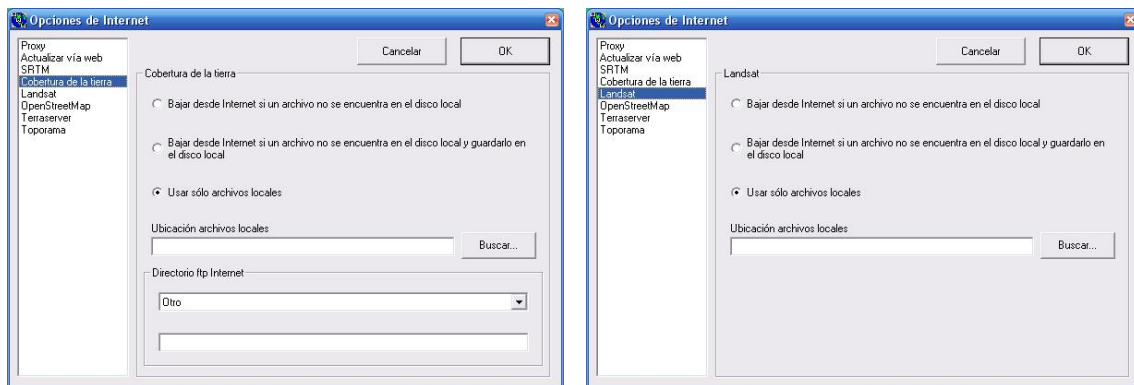 Opciones de Internet
Proxy
Actualizar vía web
SRTM
Cobertura de la tierra
Landsat
OpenStreetMap
Terraserver
Toporama
Cancelar
OK
Cobertura de la tierra
Bajar desde Internet si un archivo no se encuentra en el disco local
Bajar desde Internet si un archivo no se encuentra en el disco local y guardarlo en
el disco local
Usar sólo archivos locales
Ubicación archivos locales
Buscar...
Directorio ftp Internet
Otro
Opciones de Internet
Proxy
Actualizar vía web
SRTM
Cobertura de la tierra
Landsat
OpenStreetMap
Terraserver
Toporama
Cancelar
OK
Landsat
Bajar desde Internet si un archivo no se encuentra en el disco local
Bajar desde Internet si un archivo no se encuentra en el disco local y guardarlo en
el disco local
Usar sólo archivos locales
Ubicación archivos locales
Buscar...